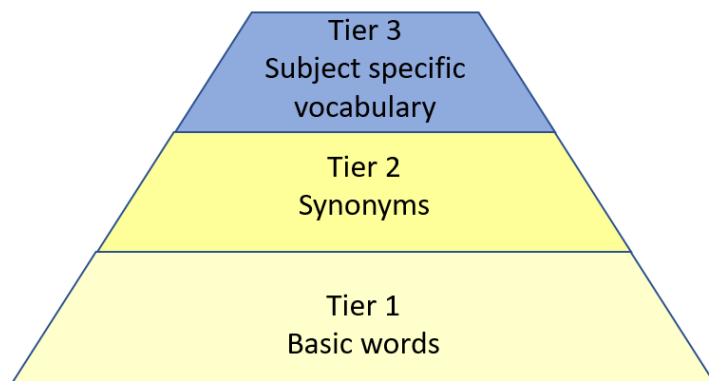 Tier 3
Subject specific
vocabulary
Tier 2
Synonyms
Tier 1
Basic words